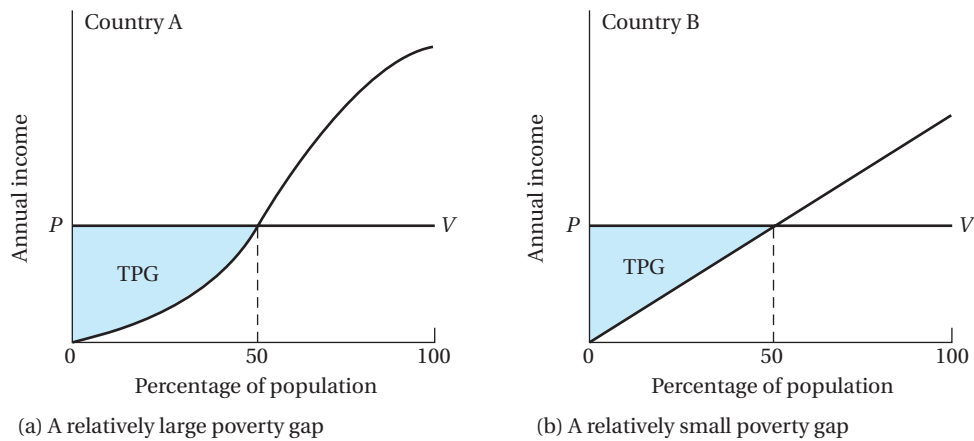 Country A
Annual income
P
V
TPG
0
50
100
Percentage of population
(a) A relatively large poverty gap
Country B
Annual income
P
V
TPG
0
50
100
Percentage of population
(b) A relatively small poverty gap